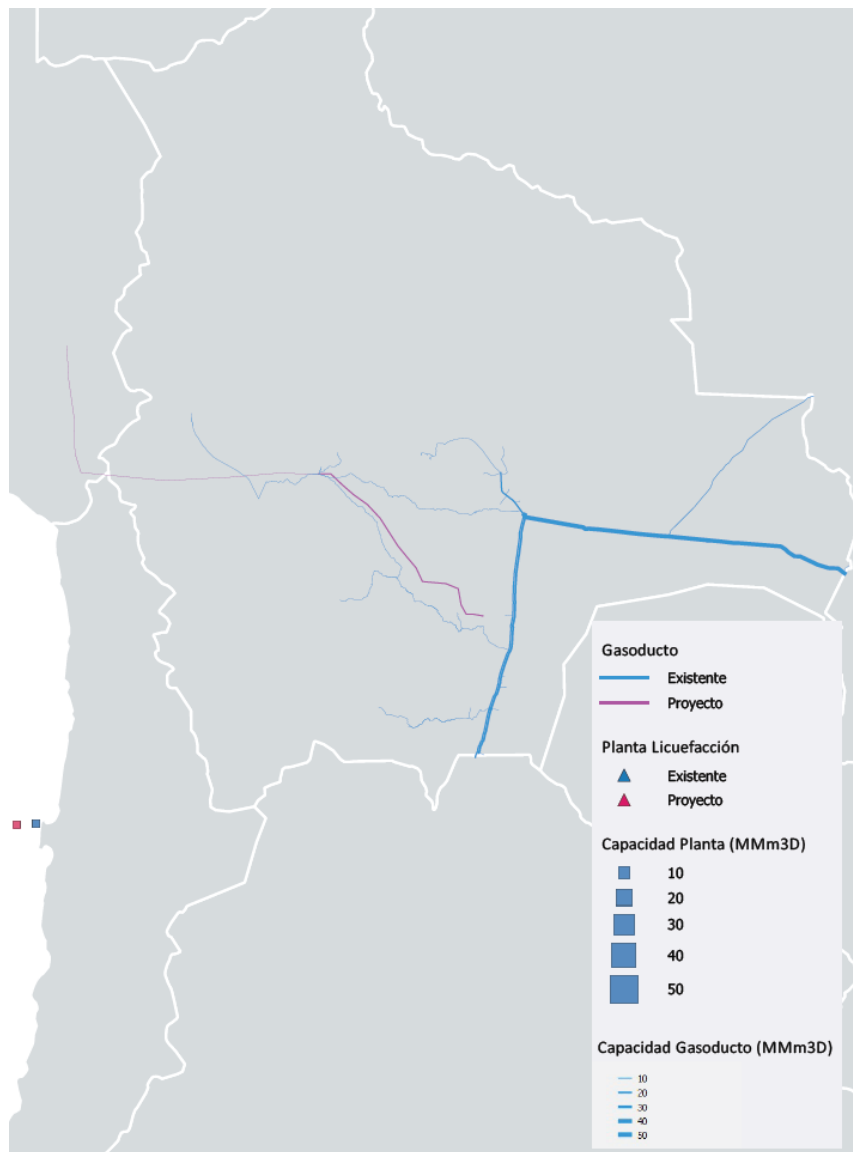 Gasoducto
Existente
Proyecto
Planta Licuefacción
Existente
Proyecto
Capacidad Planta (MMm3D)
10
20
30
40
50
Capacidad Gasoducto (MMm3D)
10
20
30
40
50